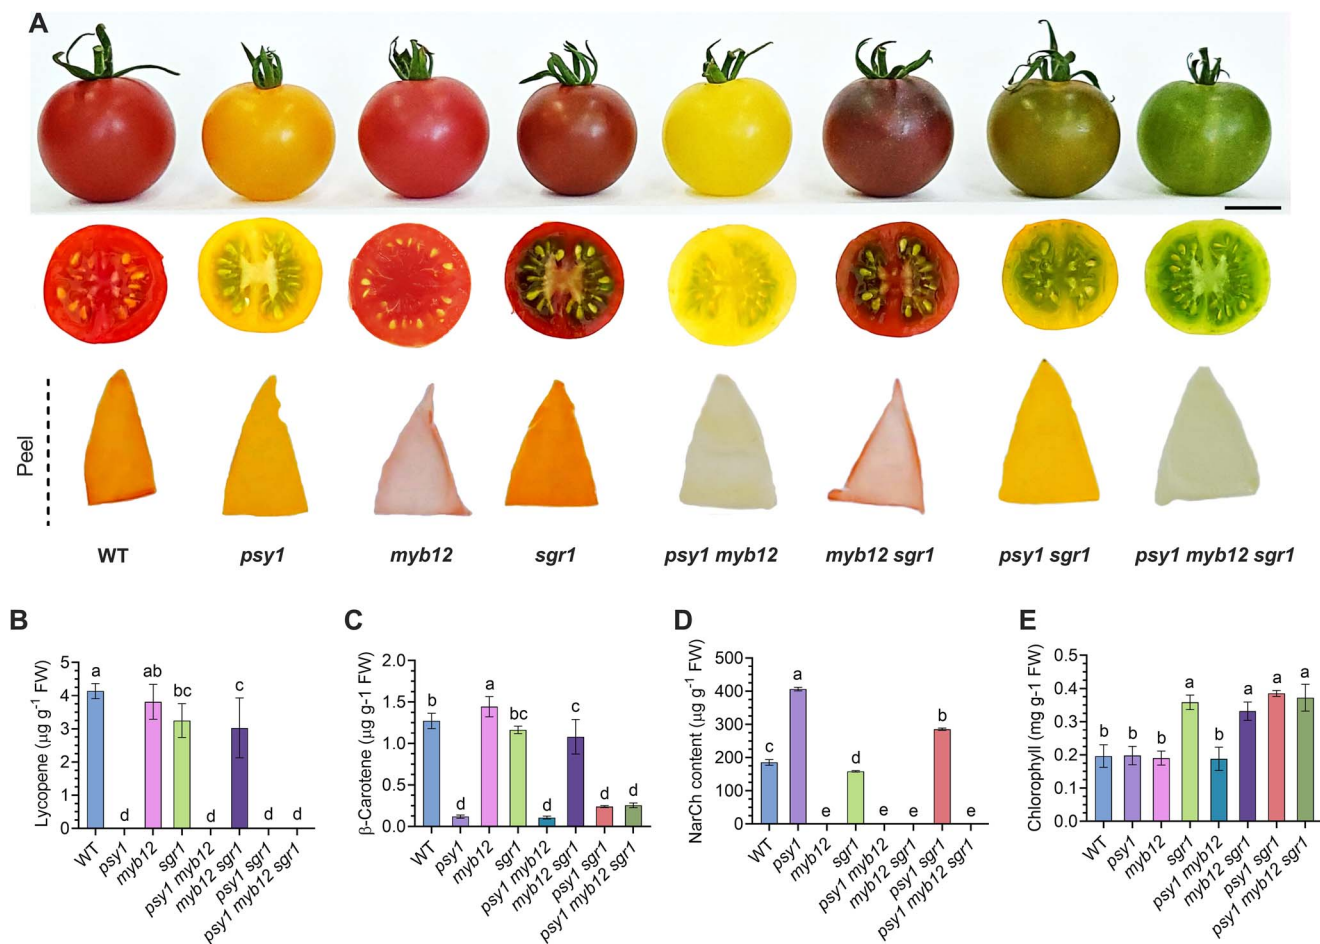 A
Peel
WT
psy1
myb12
sgr1
psy1 myb12
myb12 sgr1
psy1 sgr1
psy1 myb12 sgr1
B
Lycopene (µg g⁻¹ FW)
5
4
3
2
1
0
a
d
ab
bc
d
c
d
d
WT
psy1
myb12
sgr1
psy1 myb12
myb12 sgr1
psy1 sgr1
psy1 myb12 sgr1
C
β-Carotene (µg g-1 FW)
2.0
1.5
1.0
0.5
0.0
b
d
a
bc
d
c
d
d
WT
psy1
myb12
sgr1
psy1 myb12
myb12 sgr1
psy1 sgr1
psy1 myb12 sgr1
D
NarCh content (µg g⁻¹ FW)
500
400
300
200
100
0
c
a
e
d
e
e
b
e
WT
psy1
myb12
sgr1
psy1 myb12
myb12 sgr1
psy1 sgr1
psy1 myb12 sgr1
E
Chlorophyll (mg g-1 FW)
0.5
0.4
0.3
0.2
0.1
0.0
b
b
b
a
b
a
a
a
WT
psy1
myb12
sgr1
psy1 myb12
myb12 sgr1
psy1 sgr1
psy1 myb12 sgr1